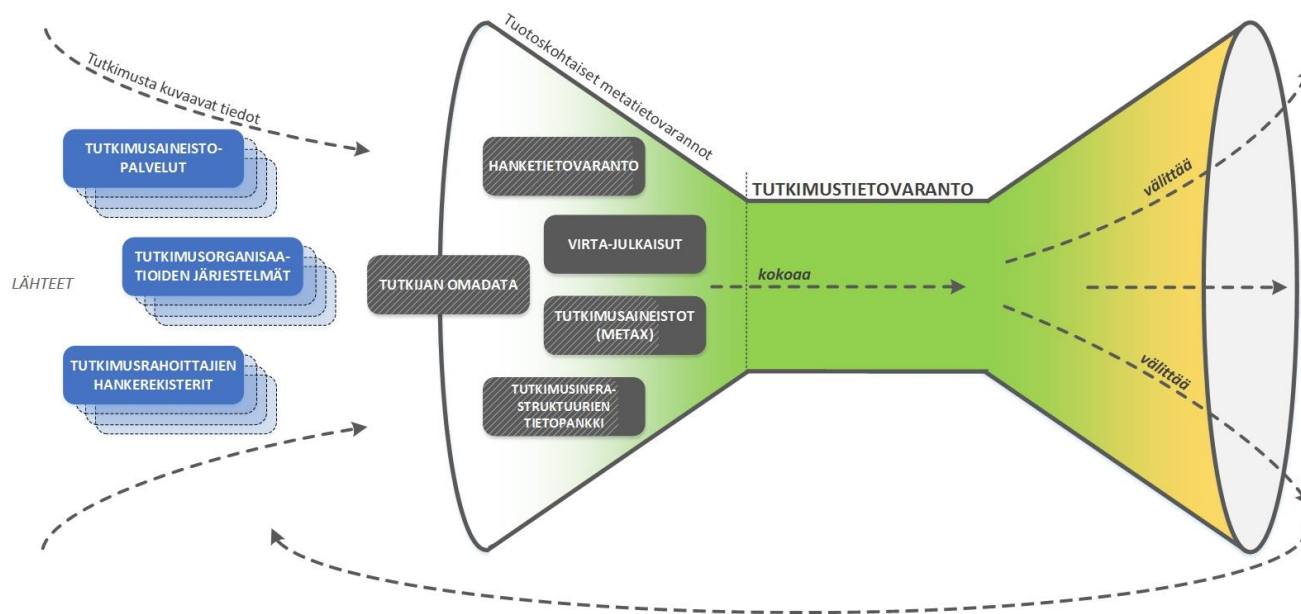 Tutkimusta kuvaavat tiedot
TUTKIMUSAINEISTO-
PALVELUT
LÄHTEET
TUTKIMUSORGANISAA-
TIOIDEN JÄRJESTELMÄT
TUTKIMUSRAHOITTAJIEN
HANKEREKISTERIT
Tuotoskohtaiset metatietovarannot
HANKETIETOVARANTO
VIRTA-JULKAISUT
TUTKIJAN OMADATA
TUTKIMUSAINEISTOT
(METAX)
TUTKIMUSINFRA-
STRUKTUURIEN
TIETOPANKKI
TUTKIMUSTIETOVARANTO
kokoaa
välittää
välittää